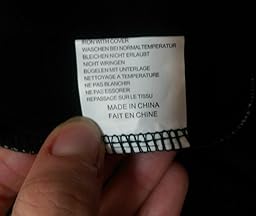 IRON WITH COVER
WASCHEN BEI NORMALTEMPERATUR
BLEICHEN NICHT ERLAUBT
NICHT WRINGEN
BUGELN MIT UNTERLAGE
NETTOYAGE A TEMPERATURE
NE PAS BLANCHIR
NE PAS ESSORER
REPASSAGE SUR LE TISSU
MADE IN CHINA
FAIT EN CHINE